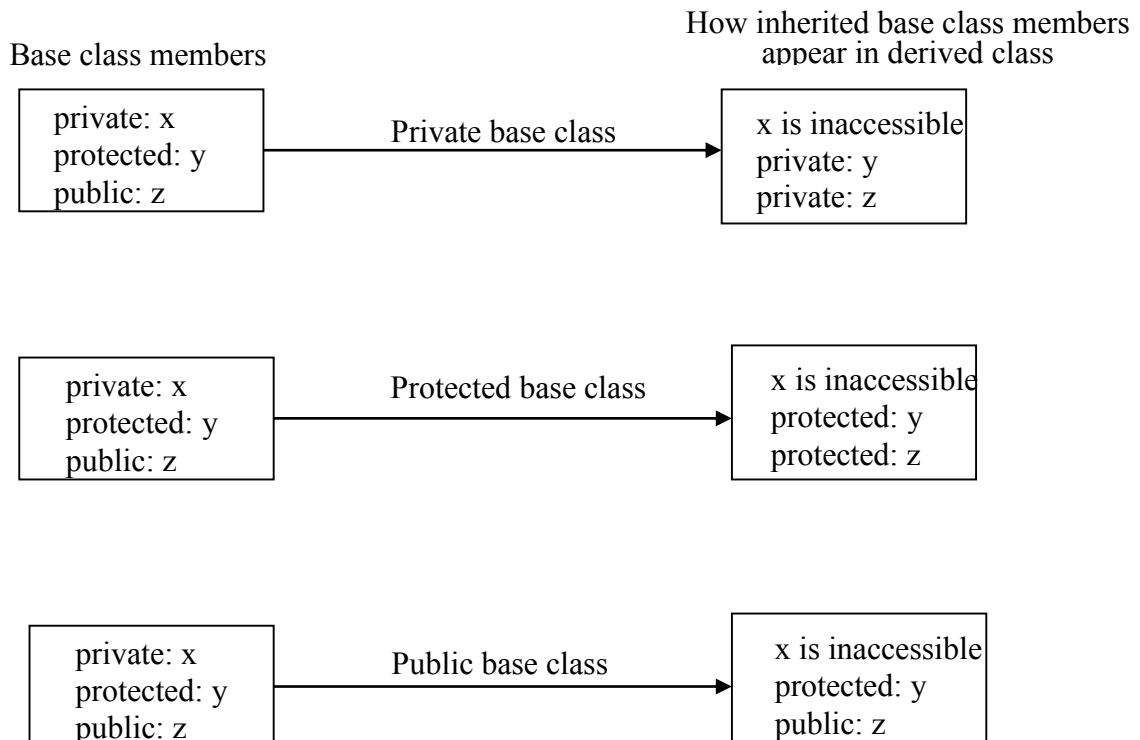 How inherited base class members
appear in derived class
Base class members
private: x
protected: y
public: z
Private base class
x is inaccessible
private: y
private: z
private: x
protected: y
public: z
Protected base class
x is inaccessible
protected: y
protected: z
private: x
protected: y
public: z
Public base class
x is inaccessible
protected: y
public: z